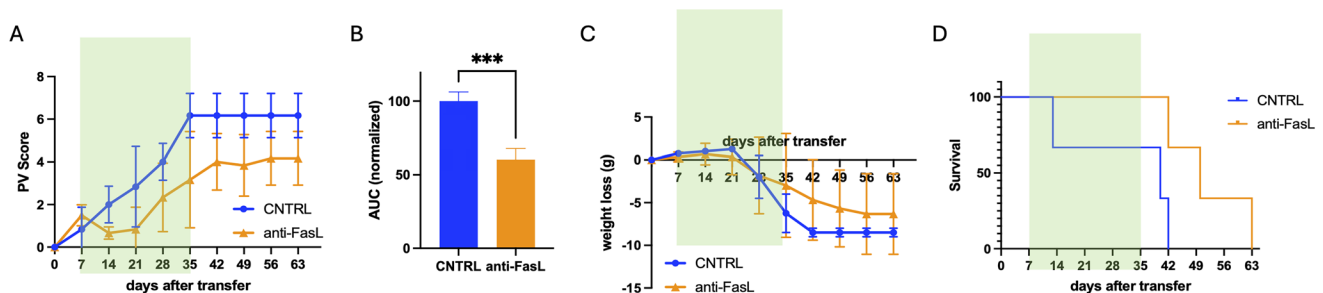 A
PV Score
8
6
4
2
0
0 7 14 21 28 35 42 49 56 63
days after transfer
CNTRL
anti-FasL
B
AUC (normalized)
100
50
0
***
CNTRL anti-FasL
C
weight loss (g)
5
0
-5
-10
-15
days after transfer
7 14 21 28 35 42 49 56 63
CNTRL
anti-FasL
D
Survival
100
50
0
0 7 14 21 28 35 42 49 56 63
days after transfer
CNTRL
anti-FasL